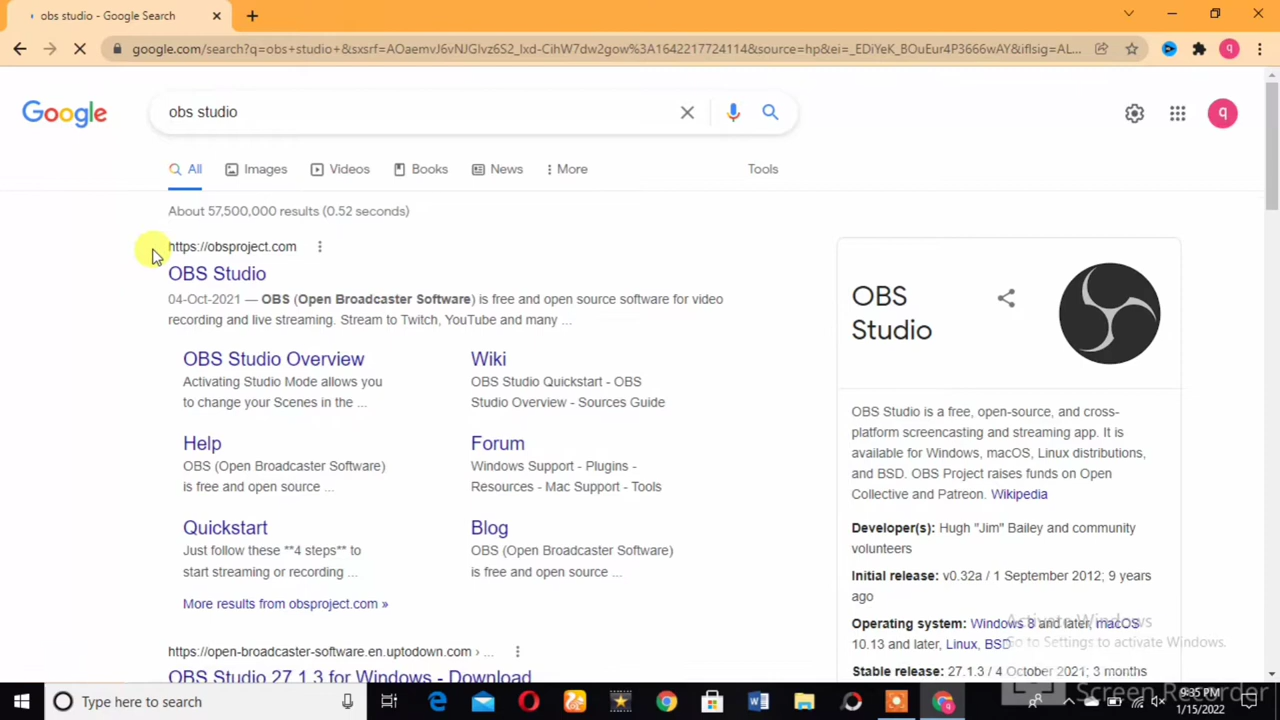 obs studio - Google Search
google.com/search?q=obs+studio+&sxsrf=AOaemvJ6vNJGlvz6S2_lxd-CihW7dw2gow%3A1642217724114&source=hp&ei=_EDiYeK_BOuEur4P3666wAY&iflsig=AL...
Google
obs studio
q
All
Images
Videos
Books
News
More
Tools
About 57,500,000 results (0.52 seconds)
https://obsproject.com
OBS Studio
04-Oct-2021 — OBS (Open Broadcaster Software) is free and open source software for video
recording and live streaming. Stream to Twitch, YouTube and many ...
OBS Studio Overview
Activating Studio Mode allows you
to change your Scenes in the ...
Wiki
OBS Studio Quickstart - OBS
Studio Overview - Sources Guide
Help
OBS (Open Broadcaster Software)
is free and open source ...
Forum
Windows Support - Plugins -
Resources - Mac Support - Tools
Quickstart
Just follow these **4 steps** to
start streaming or recording ...
Blog
OBS (Open Broadcaster Software)
is free and open source ...
More results from obsproject.com »
https://open-broadcaster-software.en.uptodown.com › ...
OBS Studio 27.1.3 for Windows - Download
OBS
Studio
OBS Studio is a free, open-source, and cross-
platform screencasting and streaming app. It is
available for Windows, macOS, Linux distributions,
and BSD. OBS Project raises funds on Open
Collective and Patreon. Wikipedia
Developer(s): Hugh "Jim" Bailey and community
volunteers
Initial release: v0.32a / 1 September 2012; 9 years
ago
Operating system: Windows 8 and later, macOS
10.13 and later, Linux, BSD
Stable release: 27.1.3 / 4 October 2021; 3 months
Activate Windows
Go to Settings to activate Windows.
Type here to search
Screen Recorder
9:35 PM
1/15/2022